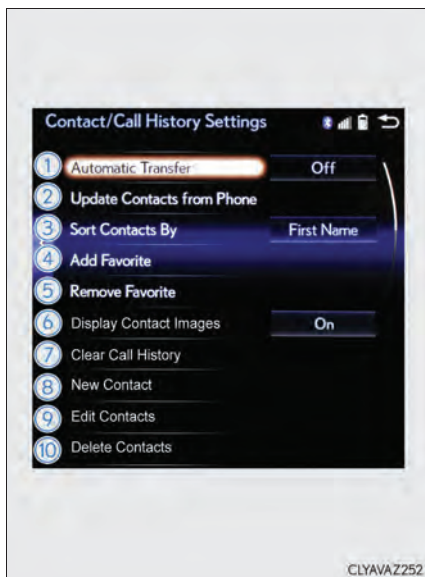 Contact/Call History Settings
1 Automatic Transfer Off
2 Update Contacts from Phone
3 Sort Contacts By First Name
4 Add Favorite
5 Remove Favorite
6 Display Contact Images On
7 Clear Call History
8 New Contact
9 Edit Contacts
10 Delete Contacts
CLYAVAZ252